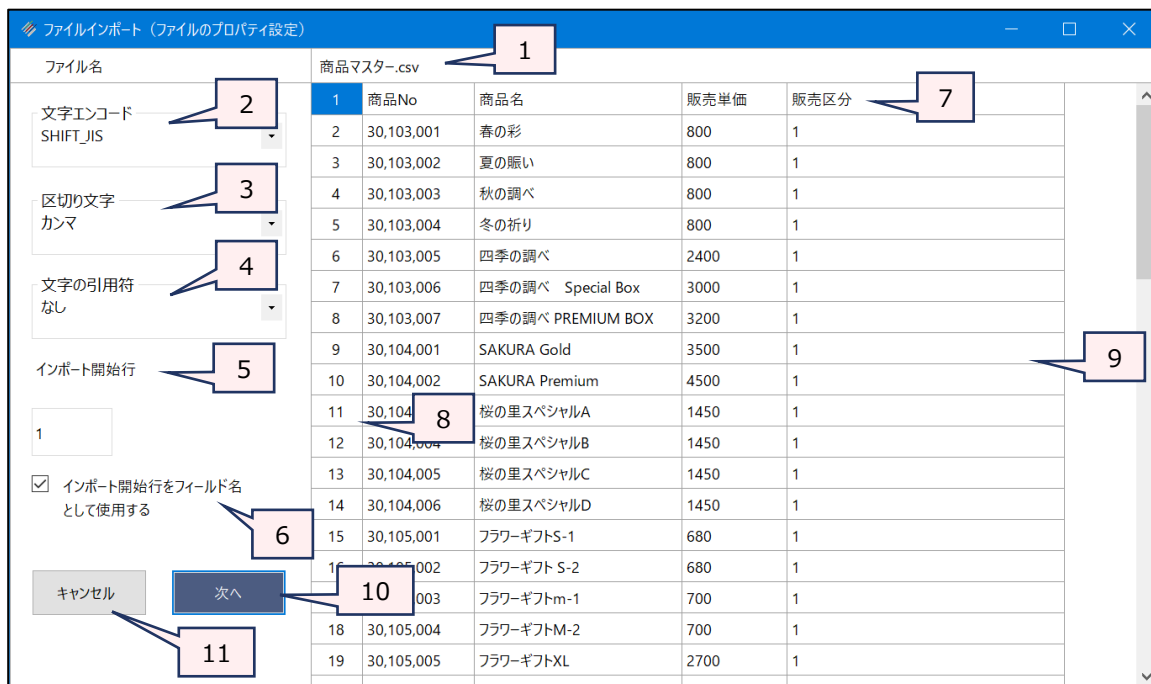 ファイルインポート（ファイルのプロパティ設定）
ファイル名
商品マスター.csv
1
2
文字エンコード
SHIFT_JIS
3
区切り文字
カンマ
4
文字の引用符
なし
5
インポート開始行
1
インポート開始行をフィールド名
として使用する
6
キャンセル
次へ
10
11
1 商品No 商品名 販売単価 販売区分
7
2 30,103,001 春の彩 800 1
3 30,103,002 夏の賑い 800 1
4 30,103,003 秋の調べ 800 1
5 30,103,004 冬の祈り 800 1
6 30,103,005 四季の調べ 2400 1
7 30,103,006 四季の調べ　Special Box 3000 1
8 30,103,007 四季の調べ PREMIUM BOX 3200 1
9 30,104,001 SAKURA Gold 3500 1
9
10 30,104,002 SAKURA Premium 4500 1
11 30,104 桜の里スペシャルA 1450 1
8
12 30,104,004 桜の里スペシャルB 1450 1
13 30,104,005 桜の里スペシャルC 1450 1
14 30,104,006 桜の里スペシャルD 1450 1
15 30,105,001 フラワーギフトS-1 680 1
16 002 フラワーギフト S-2 680 1
003 フラワーギフトm-1 700 1
18 30,105,004 フラワーギフトM-2 700 1
19 30,105,005 フラワーギフトXL 2700 1